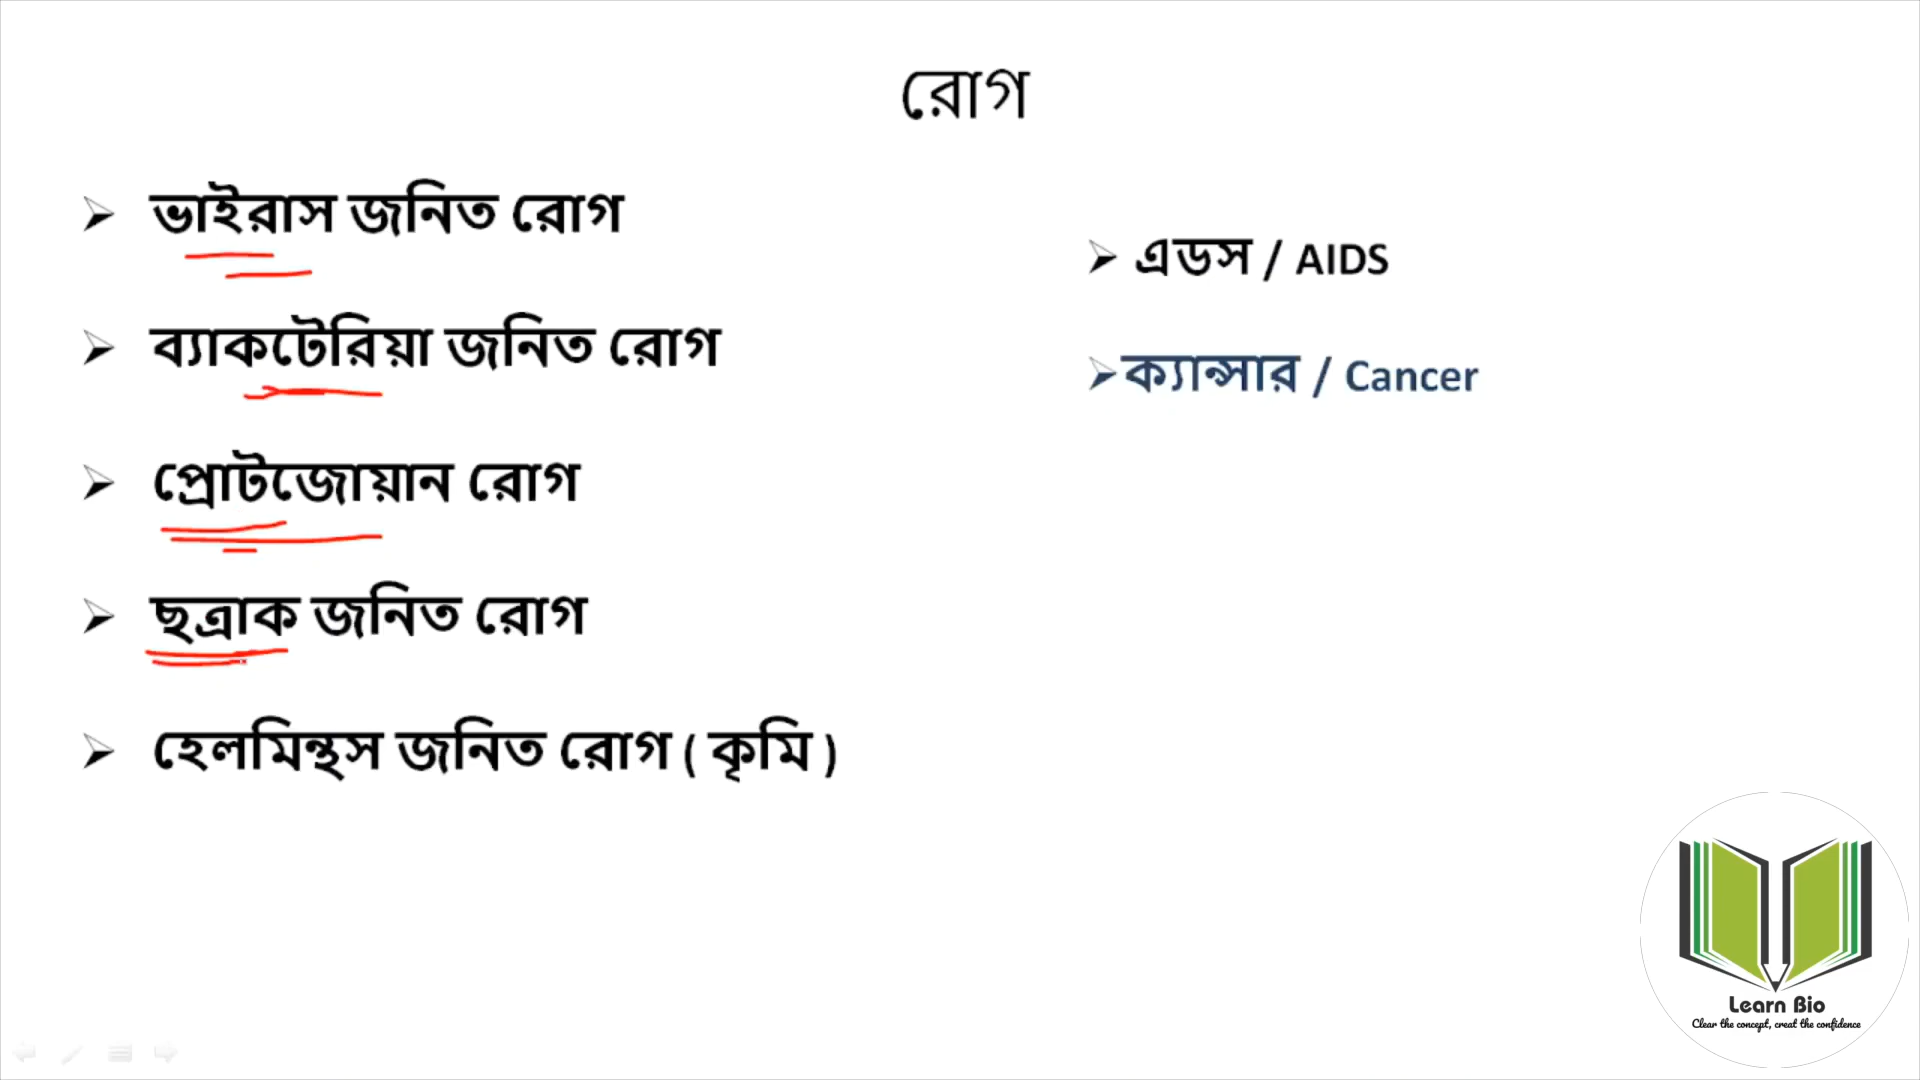 রোগ
ভাইরাস জনিত রোগ
ব্যাকটেরিয়া জনিত রোগ
প্রোটজোয়ান রোগ
ছত্রাক জনিত রোগ
হেলমিন্থস জনিত রোগ ( কৃমি )
এডস / AIDS
ক্যান্সার / Cancer
Learn Bio
Clear the concept, creat the confidence